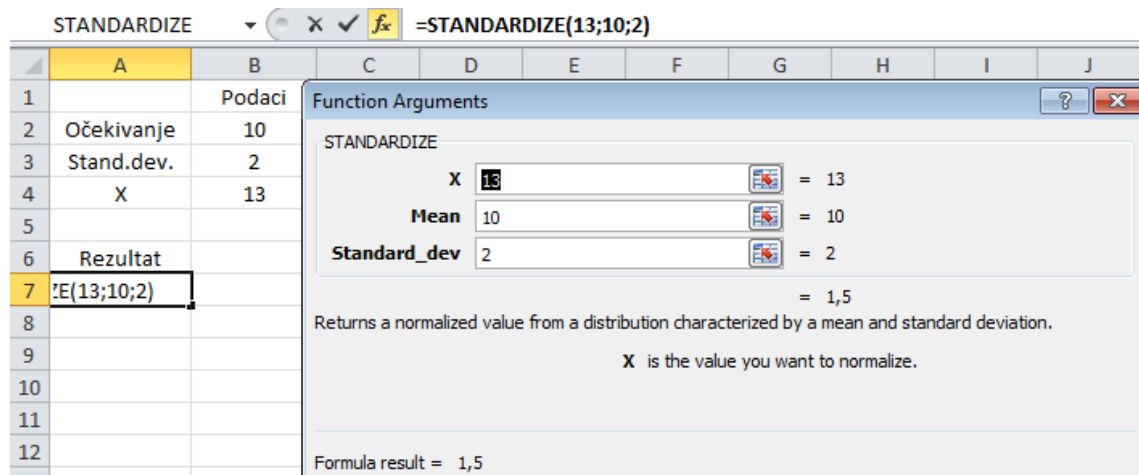 STANDARDIZE fx =STANDARDIZE(13;10;2)
A B C D E F G H I J
1 Podaci
2 Očekivanje 10
3 Stand.dev. 2
4 X 13
5
6 Rezultat
7 ZE(13;10;2)
8
9
10
11
12
Function Arguments ?
STANDARDIZE
X 13 = 13
Mean 10 = 10
Standard_dev 2 = 2
= 1,5
Returns a normalized value from a distribution characterized by a mean and standard deviation.
X is the value you want to normalize.
Formula result = 1,5